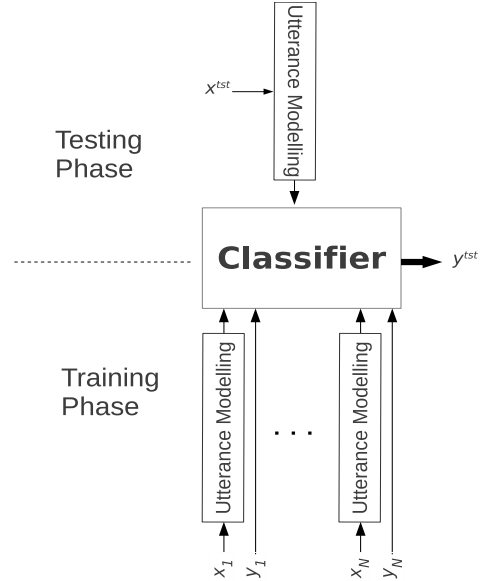 Utterance Modelling
x^tst
Testing
Phase
Classifier
y^tst
Training
Phase
Utterance Modelling
. . .
Utterance Modelling
x_1
y_1
x_N
y_N